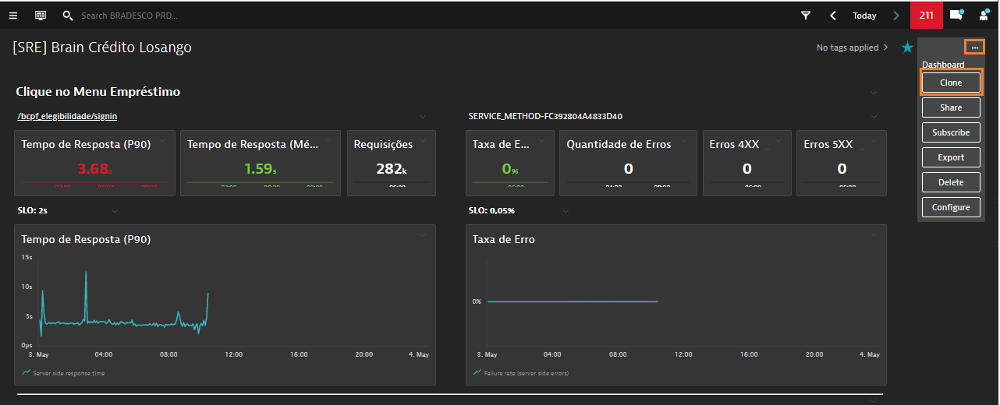 Search BRADESCO PRD...
Today
211
[SRE] Brain Crédito Losango
No tags applied
...
Dashboard
Clone
Share
Subscribe
Export
Delete
Configure
Clique no Menu Empréstimo
/bcpf_elegibilidade/signin
SERVICE_METHOD-FC392804A4833D40
Tempo de Resposta (P90)
3.68s
Tempo de Resposta (Mé...
1.59s
Requisições
282k
Taxa de E...
0%
Quantidade de Erros
0
Erros 4XX
0
Erros 5XX
0
SLO: 2s
SLO: 0,05%
Tempo de Resposta (P90)
15s
10s
5s
0µs
3. May
04:00
08:00
12:00
16:00
20:00
4. May
Server side response time
Taxa de Erro
0%
3. May
04:00
08:00
12:00
16:00
20:00
4. May
Failure rate (server side errors)